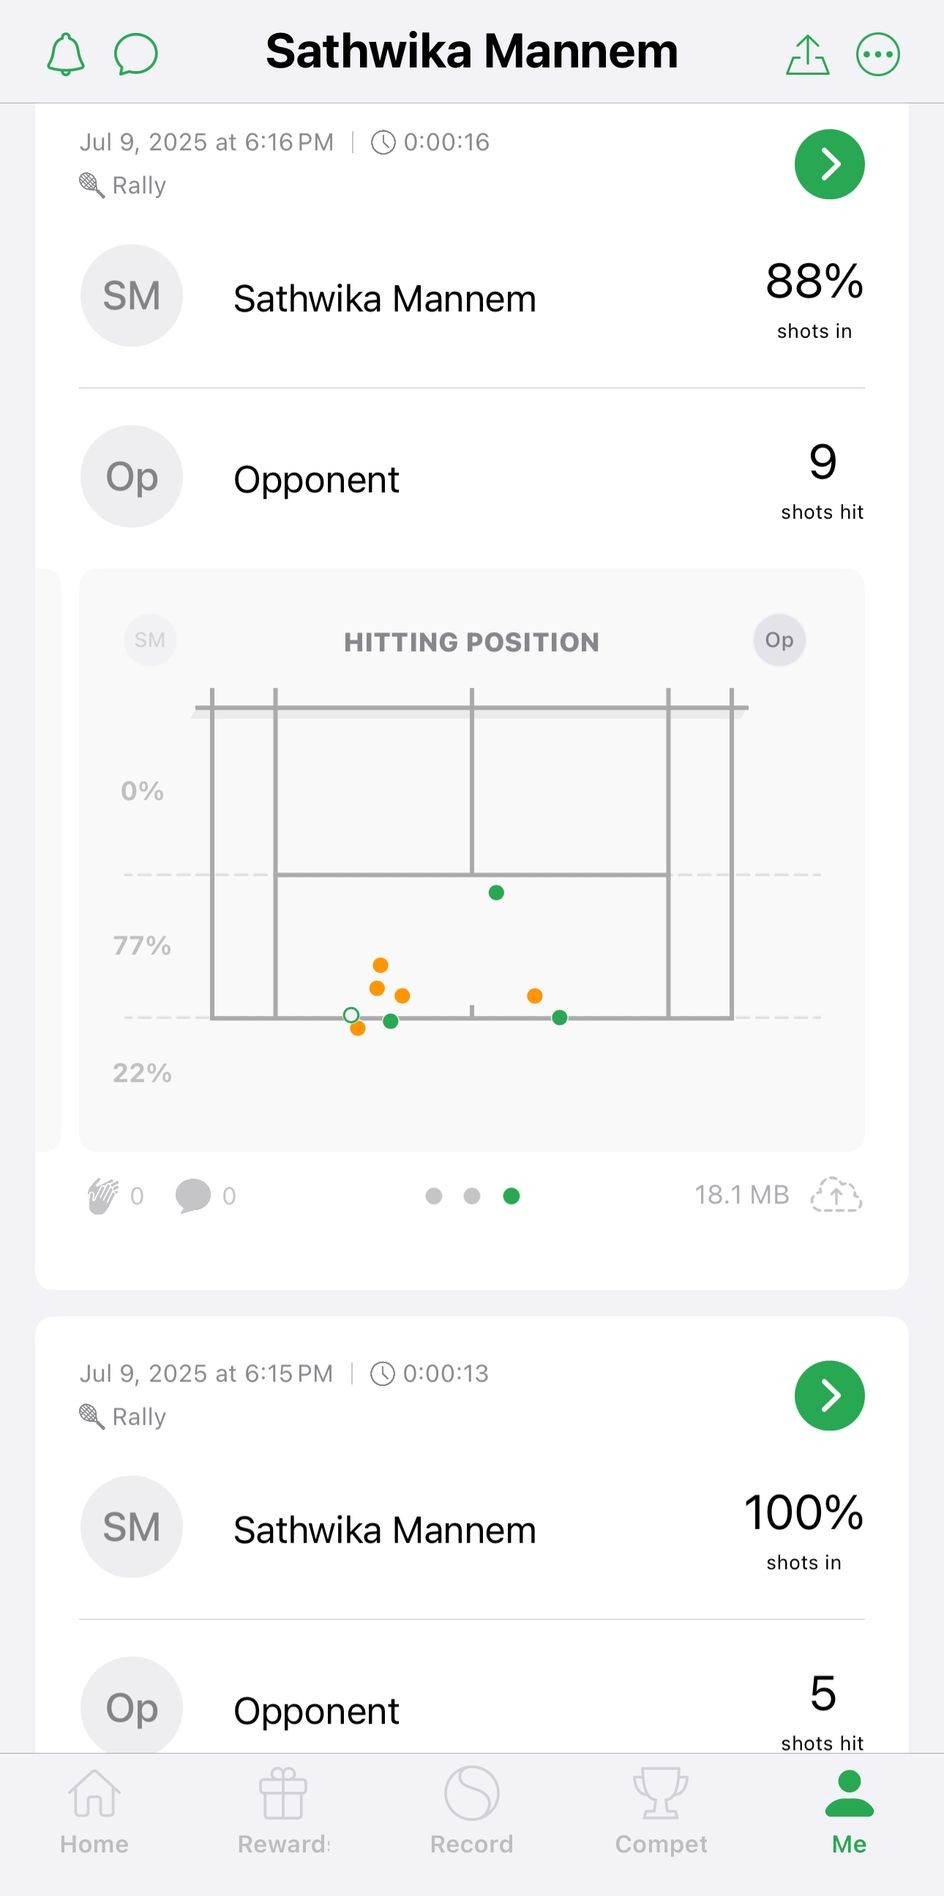 Sathwika Mannem
Jul 9, 2025 at 6:16 PM | 0:00:16
Rally
SM Sathwika Mannem 88%
shots in
Op Opponent 9
shots hit
SM HITTING POSITION Op
0%
77%
22%
0 0 18.1 MB
Jul 9, 2025 at 6:15 PM | 0:00:13
Rally
SM Sathwika Mannem 100%
shots in
Op Opponent 5
shots hit
Home Reward Record Compet Me